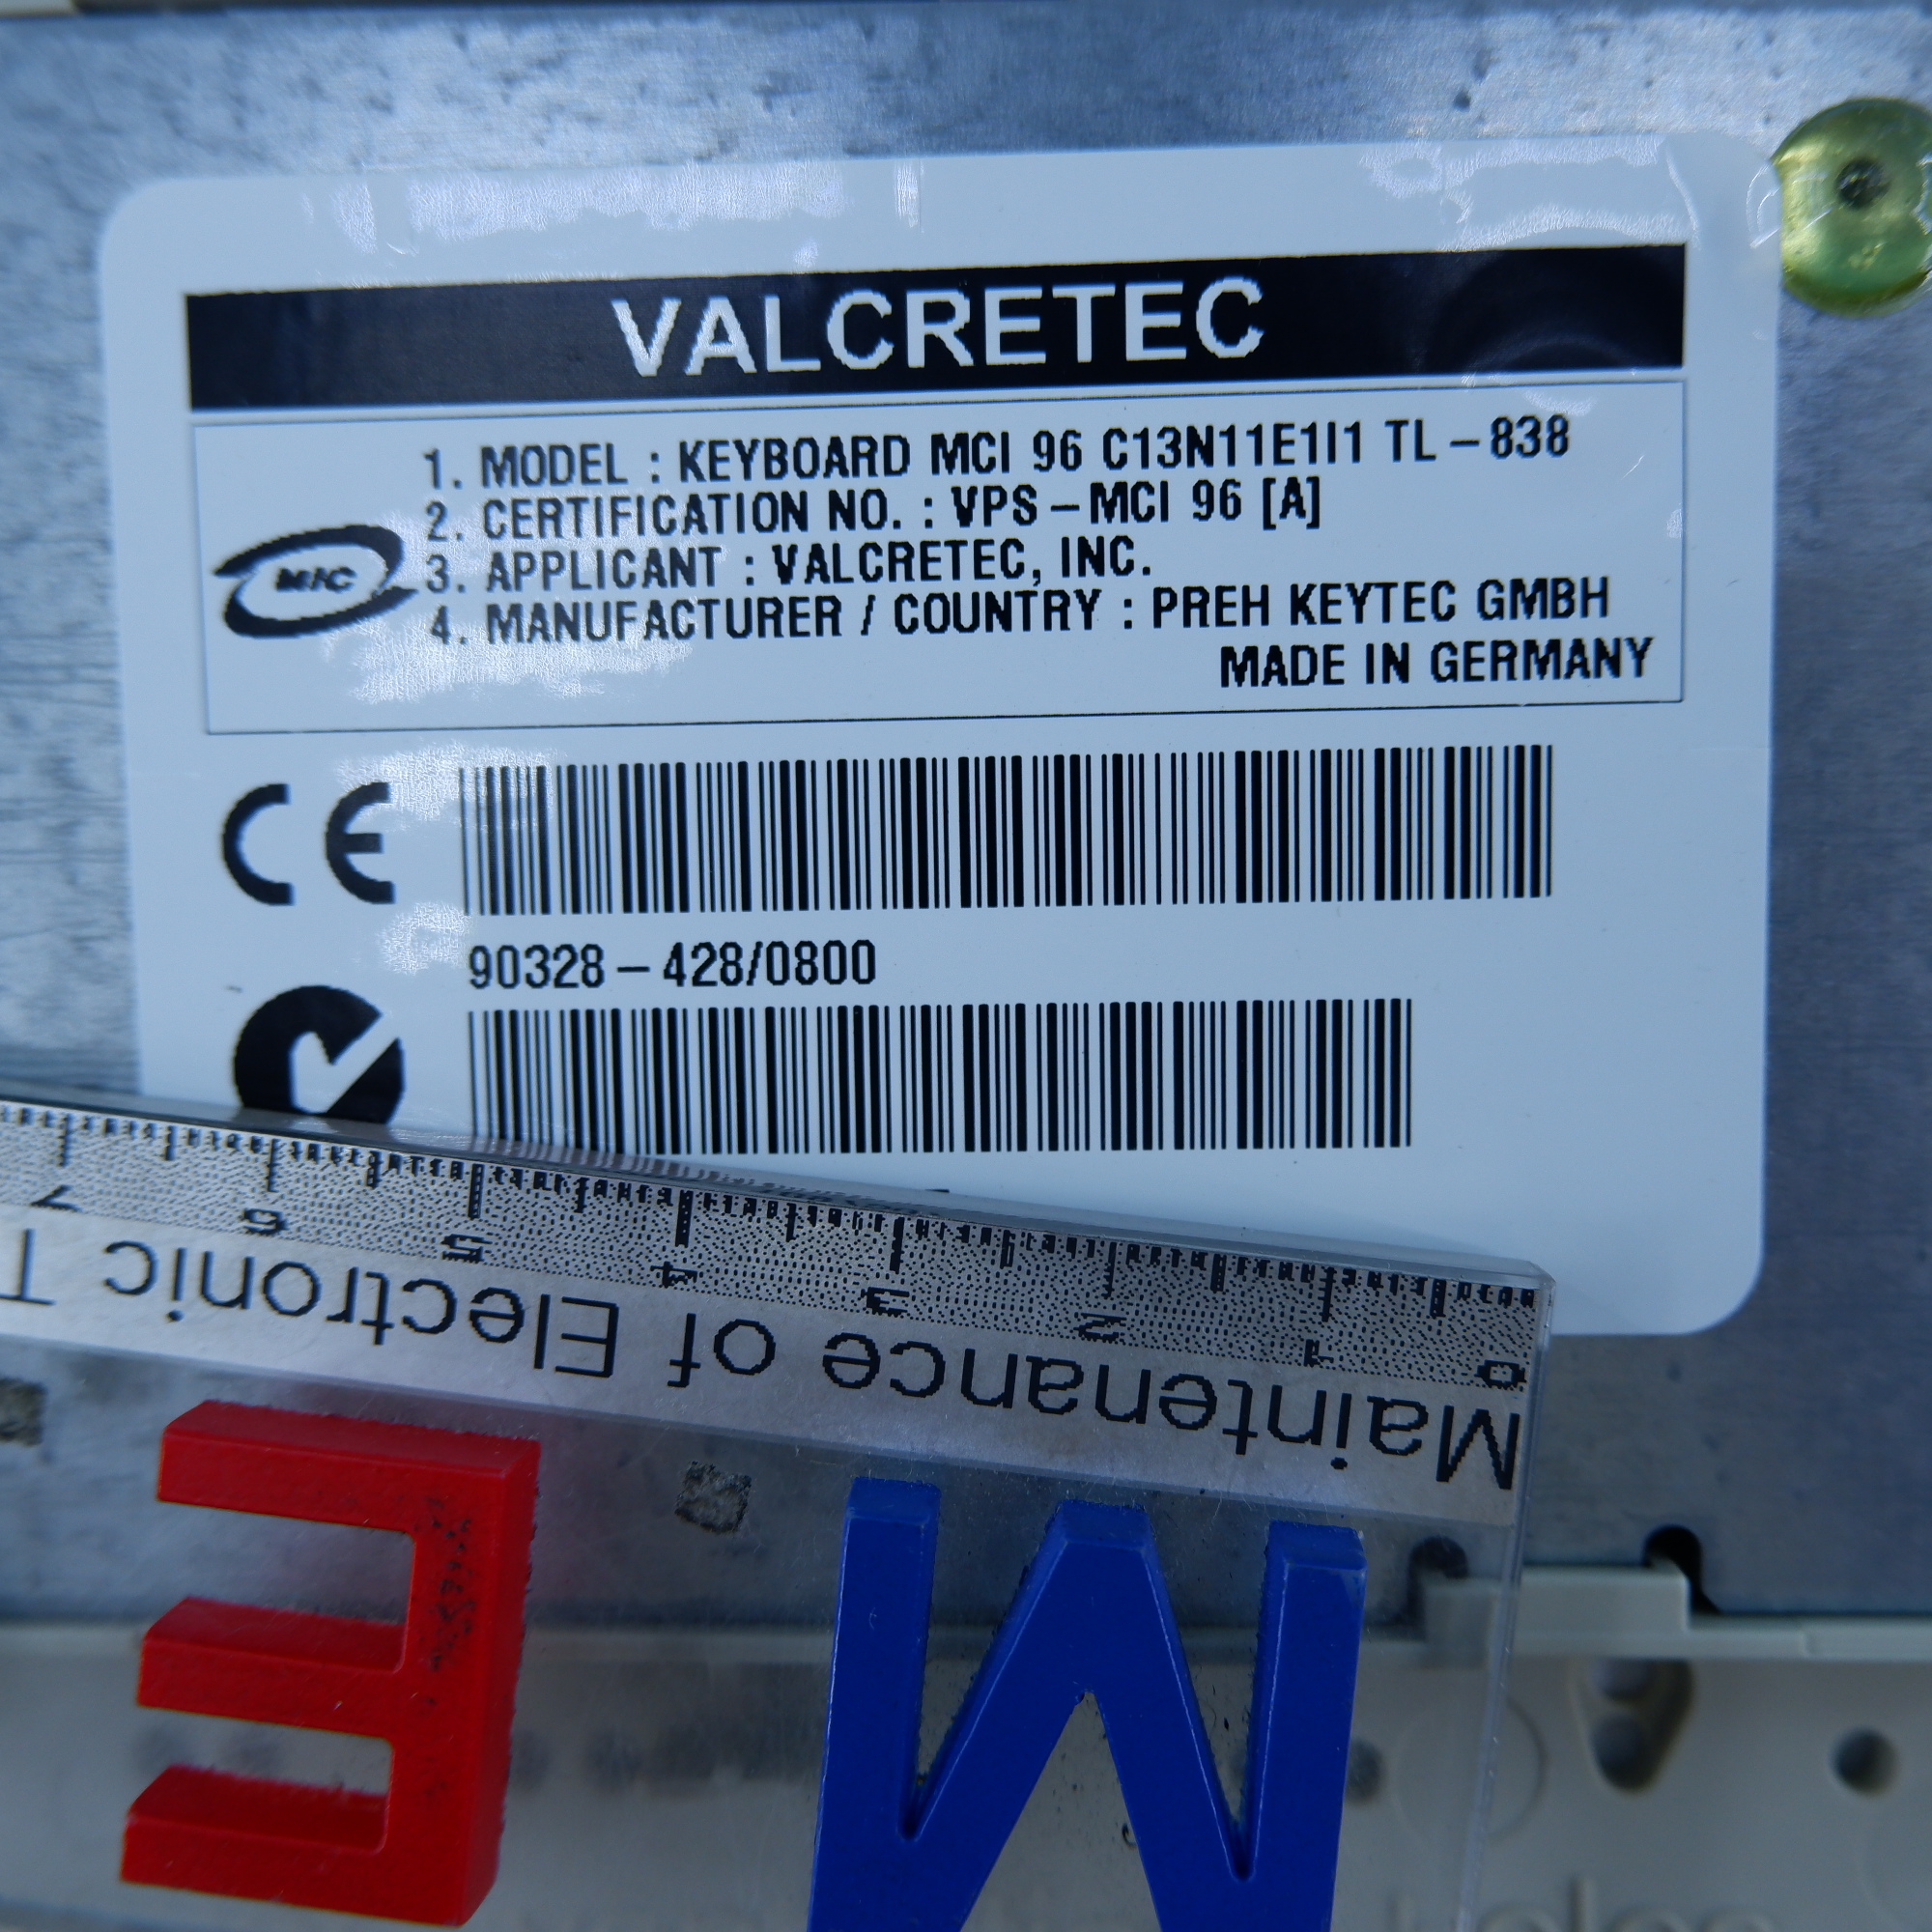 VALCRETEC
1. MODEL : KEYBOARD MCI 96 C13N11E1I1 TL-838
2. CERTIFICATION NO. : VPS-MCI 96 [A]
MIC
3. APPLICANT : VALCRETEC, INC.
4. MANUFACTURER / COUNTRY : PREH KEYTEC GMBH
MADE IN GERMANY
CE
90328-428/0800
7 6 5 4 3 2 1 0
Maintenance of Electronic T
M E